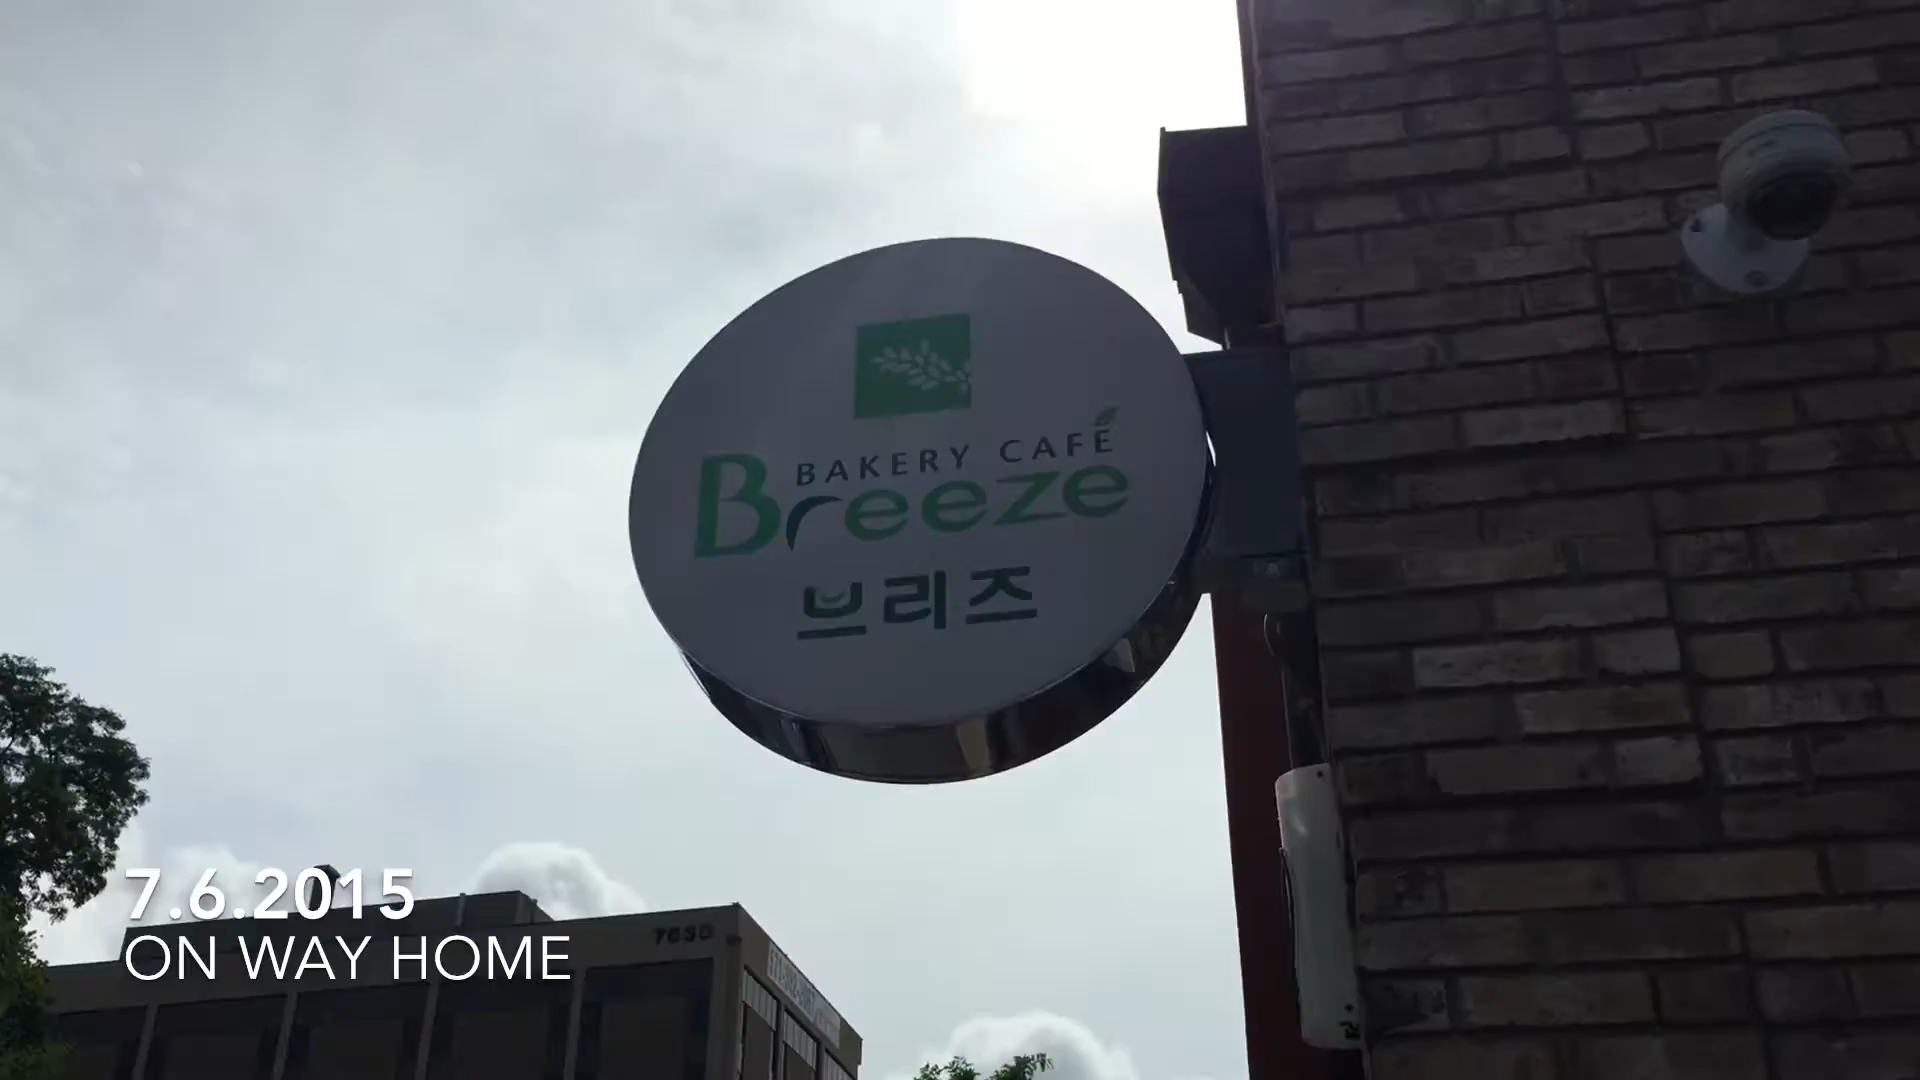 BAKERY CAFÉ
Breeze
브리즈
7.6.2015
ON WAY HOME
7630